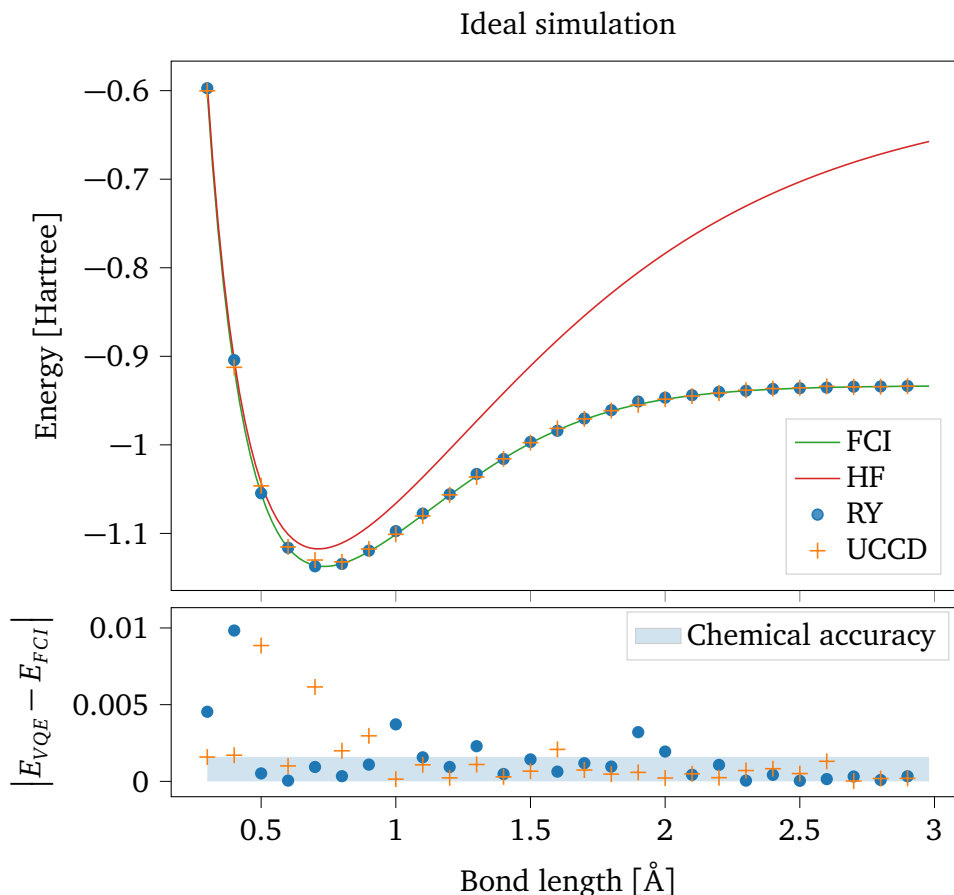 Ideal simulation
Energy [Hartree]
−0.6
−0.7
−0.8
−0.9
−1
−1.1
FCI
HF
RY
UCCD
|E_VQE − E_FCI|
0.01
0.005
0
Chemical accuracy
0.5 1 1.5 2 2.5 3
Bond length [Å]